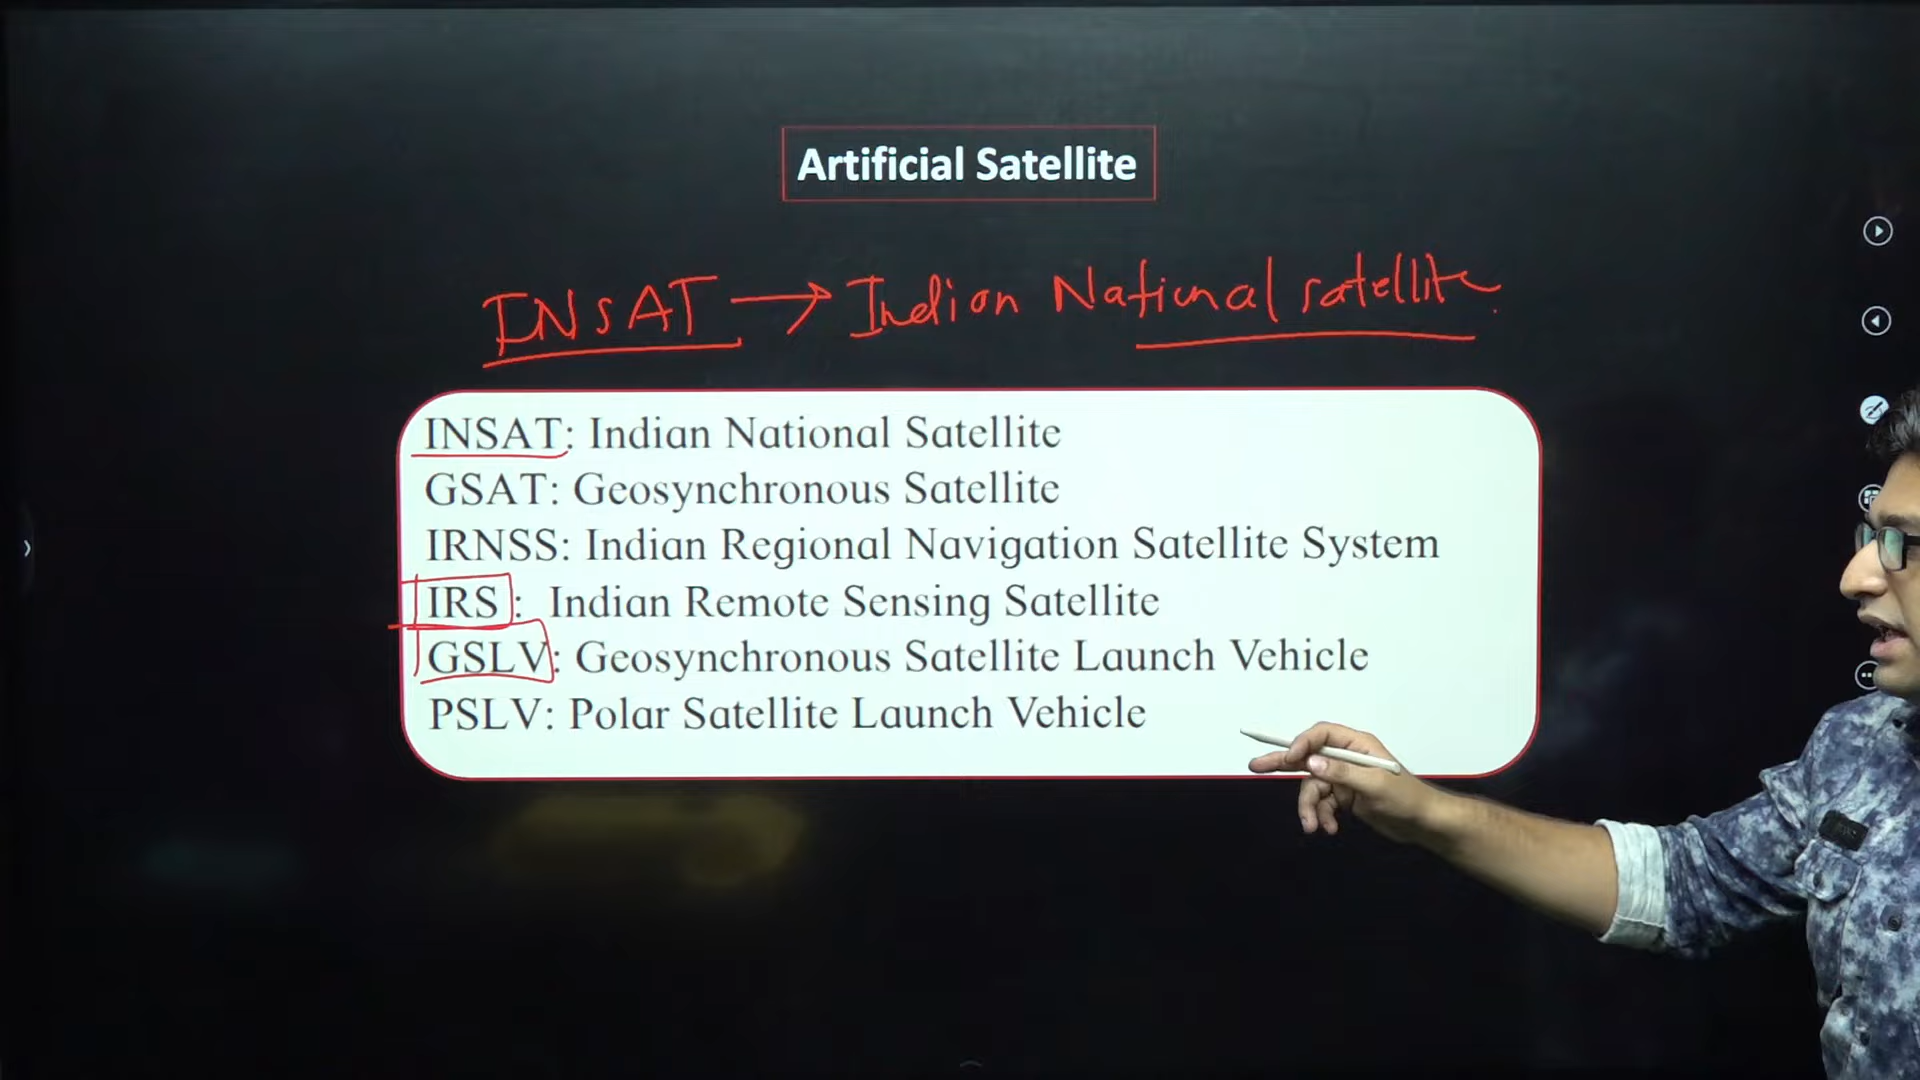 Artificial Satellite
INSAT → Indian National satellite.
INSAT: Indian National Satellite
GSAT: Geosynchronous Satellite
IRNSS: Indian Regional Navigation Satellite System
IRS : Indian Remote Sensing Satellite
GSLV: Geosynchronous Satellite Launch Vehicle
PSLV: Polar Satellite Launch Vehicle